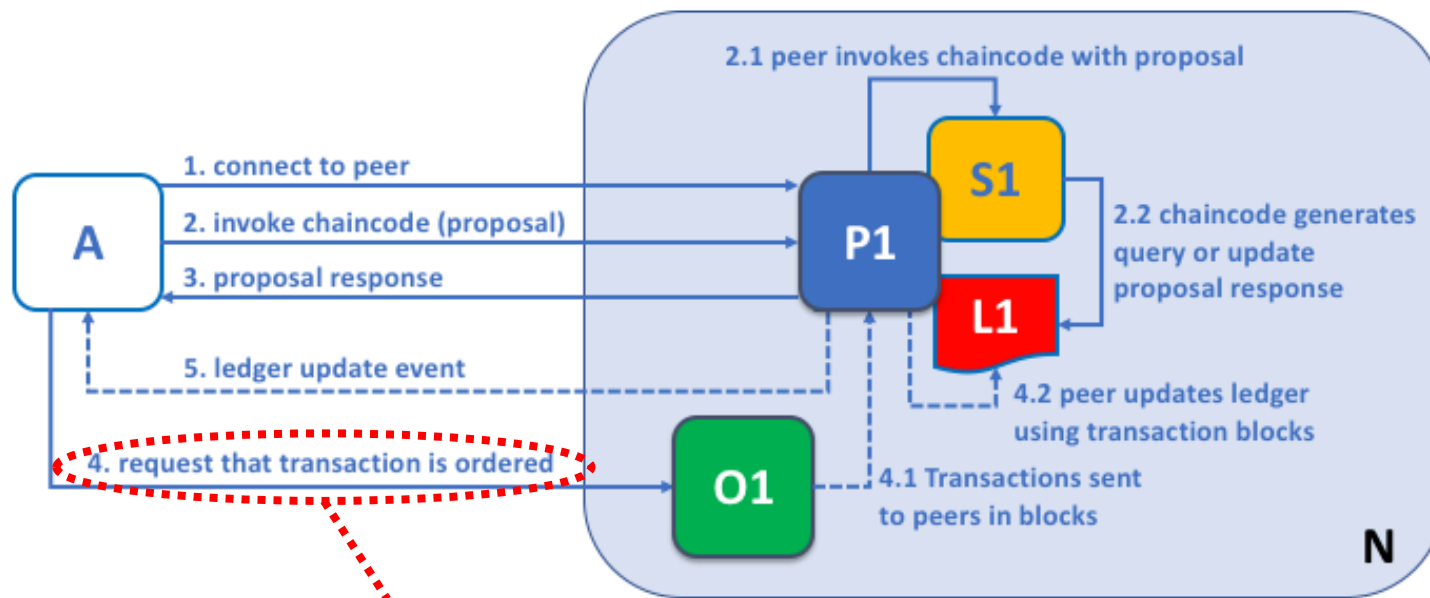 2.1 peer invokes chaincode with proposal
1. connect to peer
A
2. invoke chaincode (proposal)
3. proposal response
P1
S1
2.2 chaincode generates
query or update
proposal response
L1
5. ledger update event
4.2 peer updates ledger
using transaction blocks
4. request that transaction is ordered
O1
4.1 Transactions sent
to peers in blocks
N